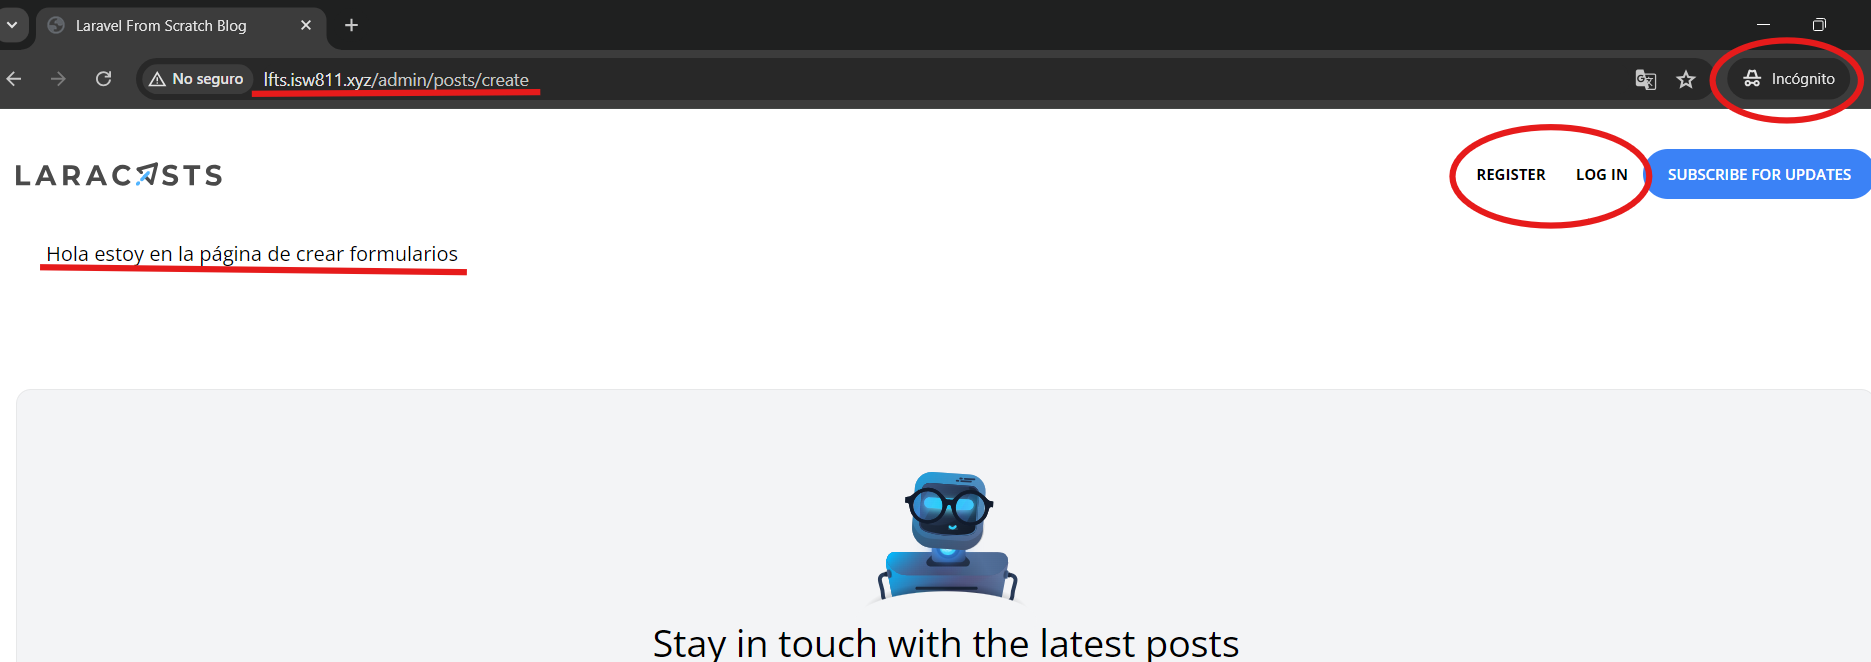 Laravel From Scratch Blog
No seguro
lfts.isw811.xyz/admin/posts/create
Incógnito
LARACASTS
REGISTER
LOG IN
SUBSCRIBE FOR UPDATES
Hola estoy en la página de crear formularios
Stay in touch with the latest posts